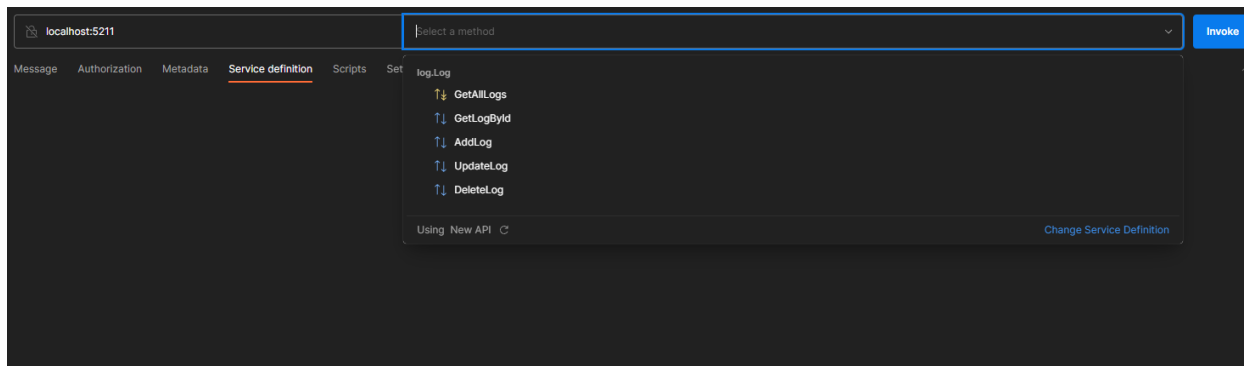 localhost:5211 Select a method Invoke
Message Authorization Metadata Service definition Scripts Set
log.Log
GetAllLogs
GetLogById
AddLog
UpdateLog
DeleteLog
Using New API Change Service Definition